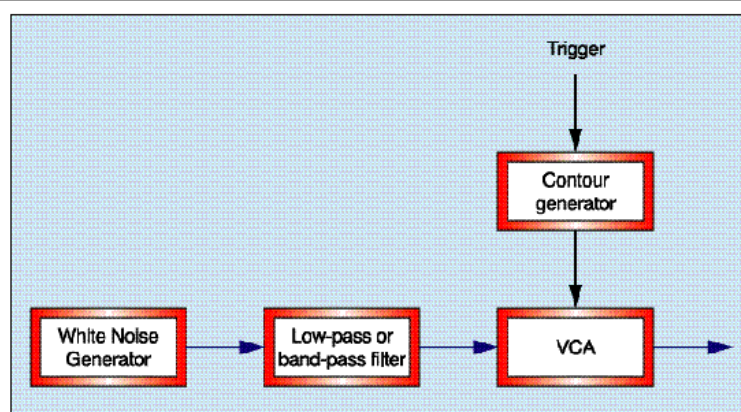 Trigger
Contour
generator
White Noise
Generator
Low-pass or
band-pass filter
VCA